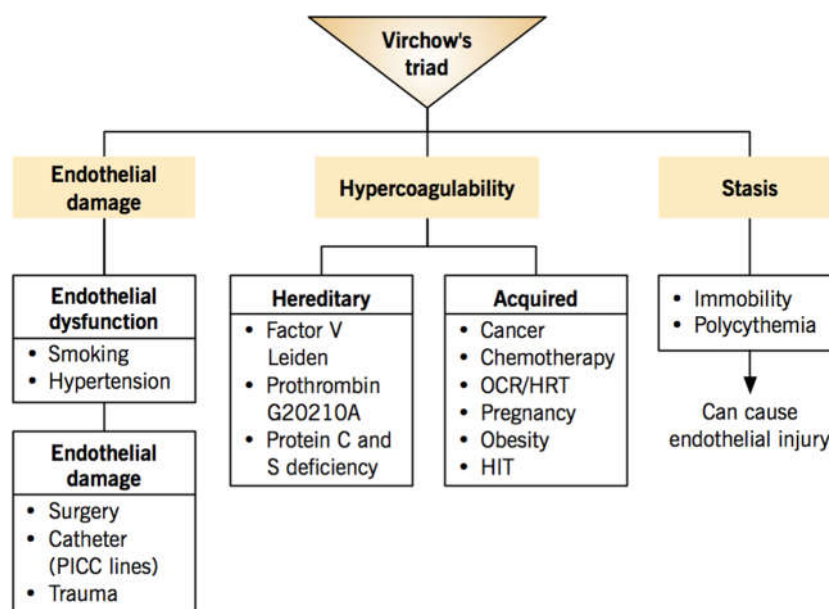 Virchow's
triad
Endothelial
damage
Hypercoagulability
Stasis
Endothelial
dysfunction
• Smoking
• Hypertension
Endothelial
damage
• Surgery
• Catheter
(PICC lines)
• Trauma
Hereditary
• Factor V
Leiden
• Prothrombin
G20210A
• Protein C and
S deficiency
Acquired
• Cancer
• Chemotherapy
• OCR/HRT
• Pregnancy
• Obesity
• HIT
• Immobility
• Polycythemia
Can cause
endothelial injury